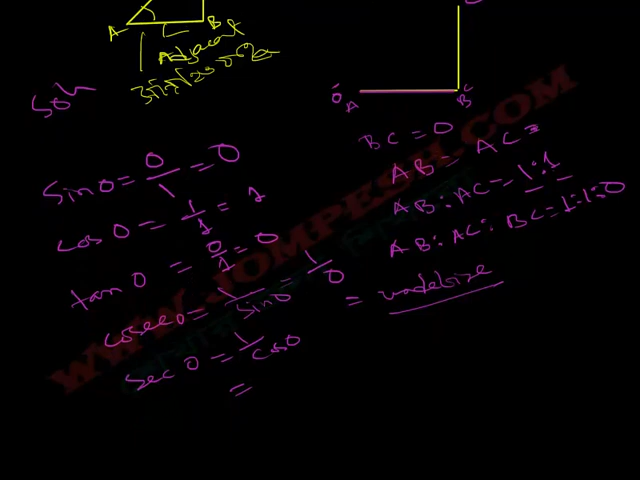 A
B
Adjacent
Soh
0
A
B
BC = 0
AB = AC =
AB : AC = 1 : 1
AB : AC : BC = 1 : 1 : 0
sin 0 = 0/1 = 0
cos 0 = 1/1 = 1
tan 0 = 0/1 = 0
cosec 0 = 1/sin 0 = 1/0
= undefine
sec 0 = 1/cos 0
=
WWW.JOMPESH.COM